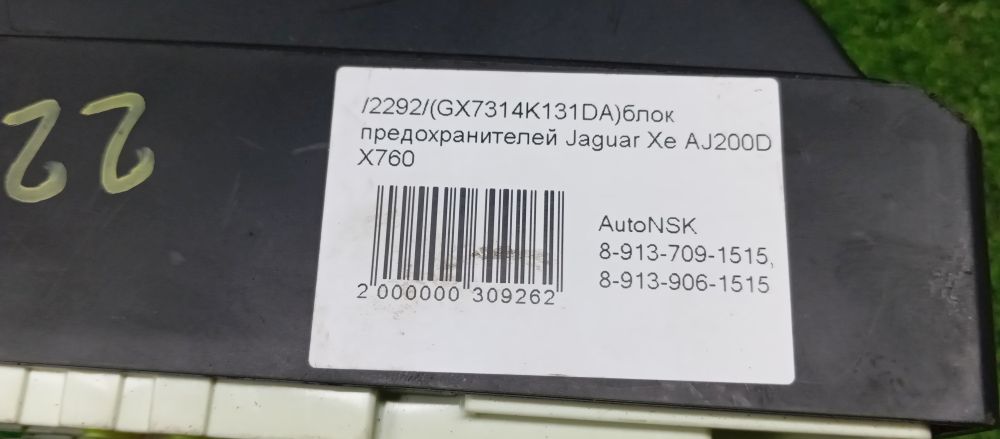 22
/2292/(GX7314K131DA)блок
предохранителей Jaguar Xe AJ200D
X760
2 000000 309262
AutoNSK
8-913-709-1515,
8-913-906-1515